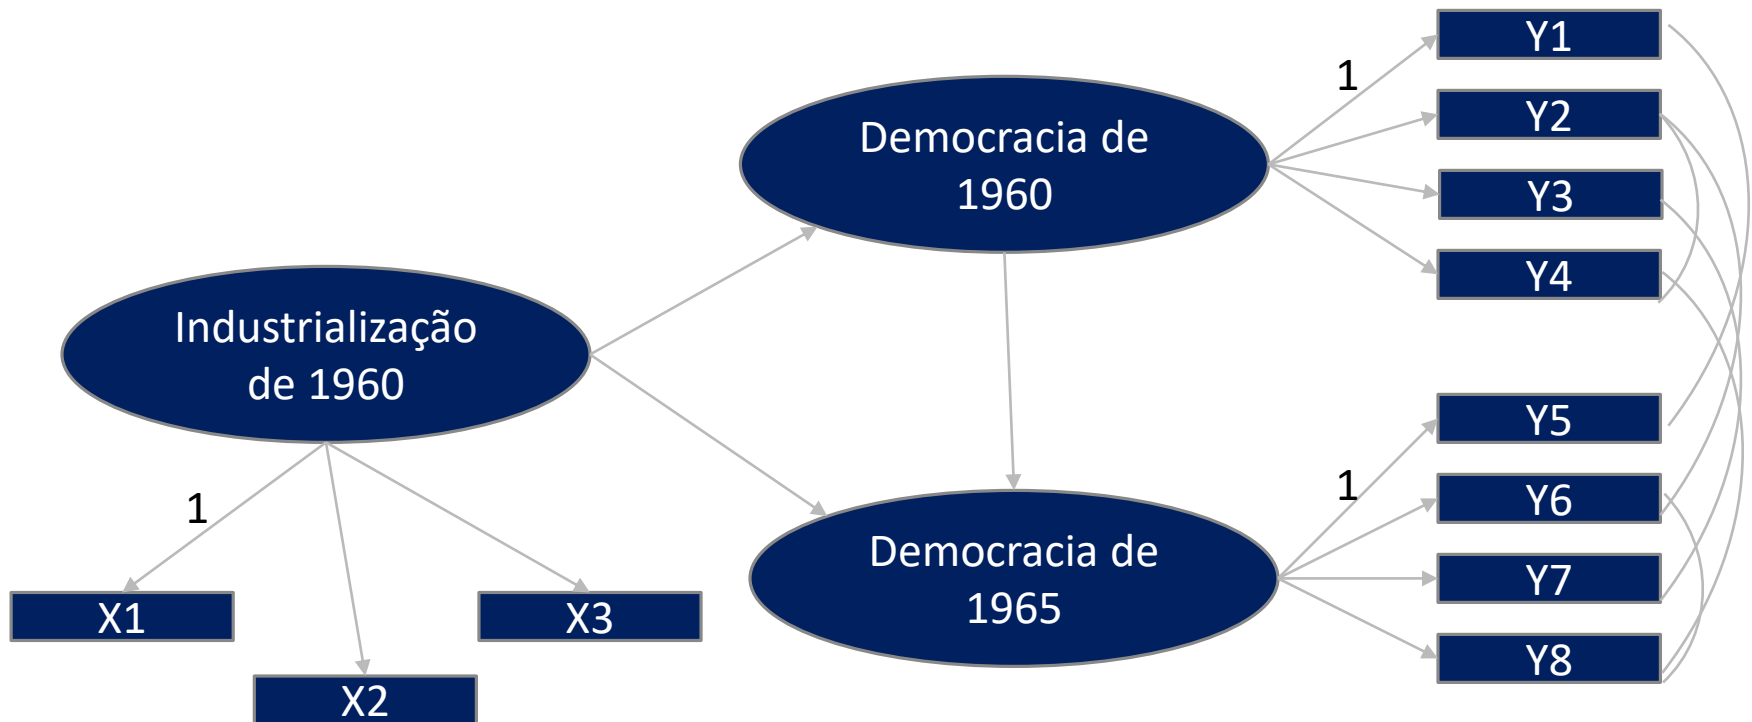 Y1
1
Y2
Democracia de
1960
Y3
Y4
Industrialização
de 1960
Y5
1
Y6
1
Democracia de
1965
Y7
X1
X3
Y8
X2